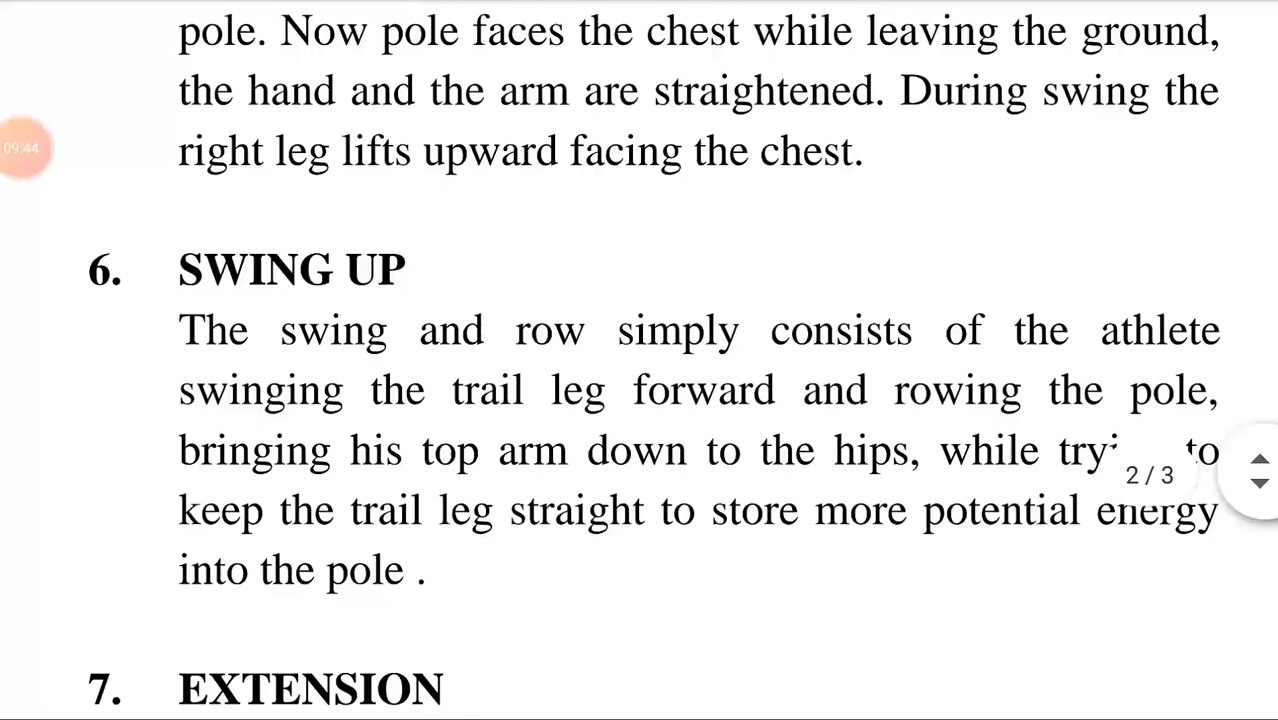 pole. Now pole faces the chest while leaving the ground,
the hand and the arm are straightened. During swing the
right leg lifts upward facing the chest.
09:44
6. SWING UP
The swing and row simply consists of the athlete
swinging the trail leg forward and rowing the pole,
bringing his top arm down to the hips, while to
2 / 3
keep the trail leg straight to store more potential energy
into the pole .
7. EXTENSION